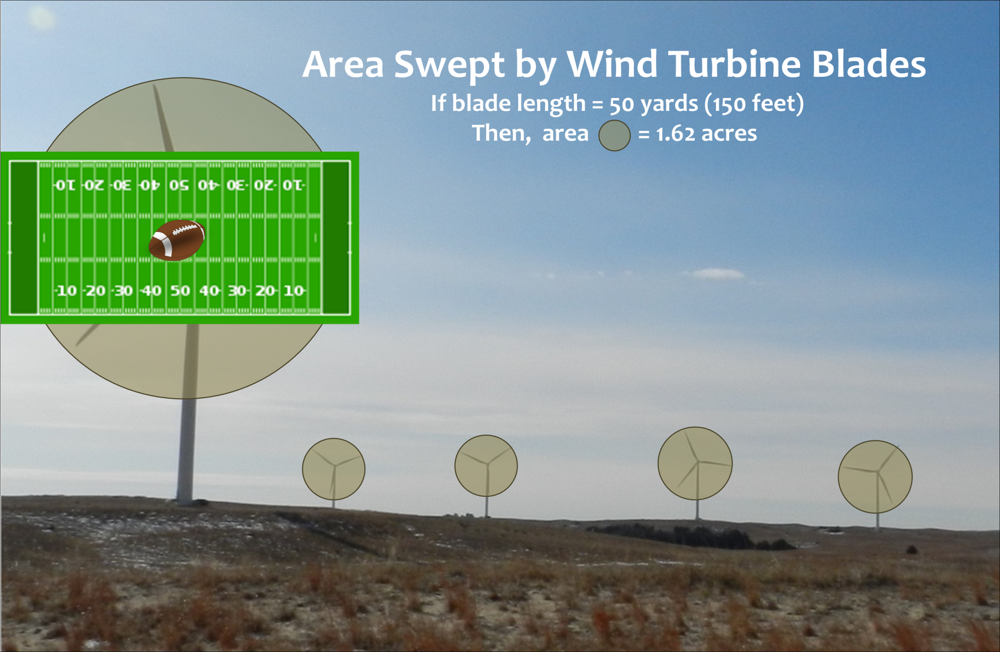 Area Swept by Wind Turbine Blades
If blade length = 50 yards (150 feet)
Then, area = 1.62 acres
10 20 30 40 50 40 30 20 10
10 20 30 40 50 40 30 20 10